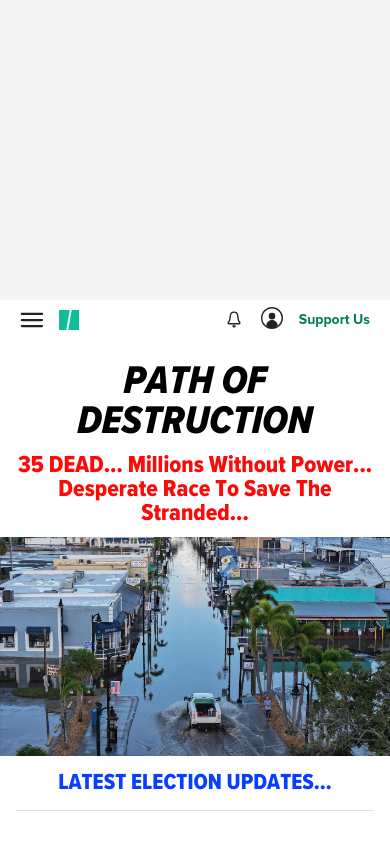 Support Us
PATH OF
DESTRUCTION
35 DEAD... Millions Without Power...
Desperate Race To Save The
Stranded...
LATEST ELECTION UPDATES...